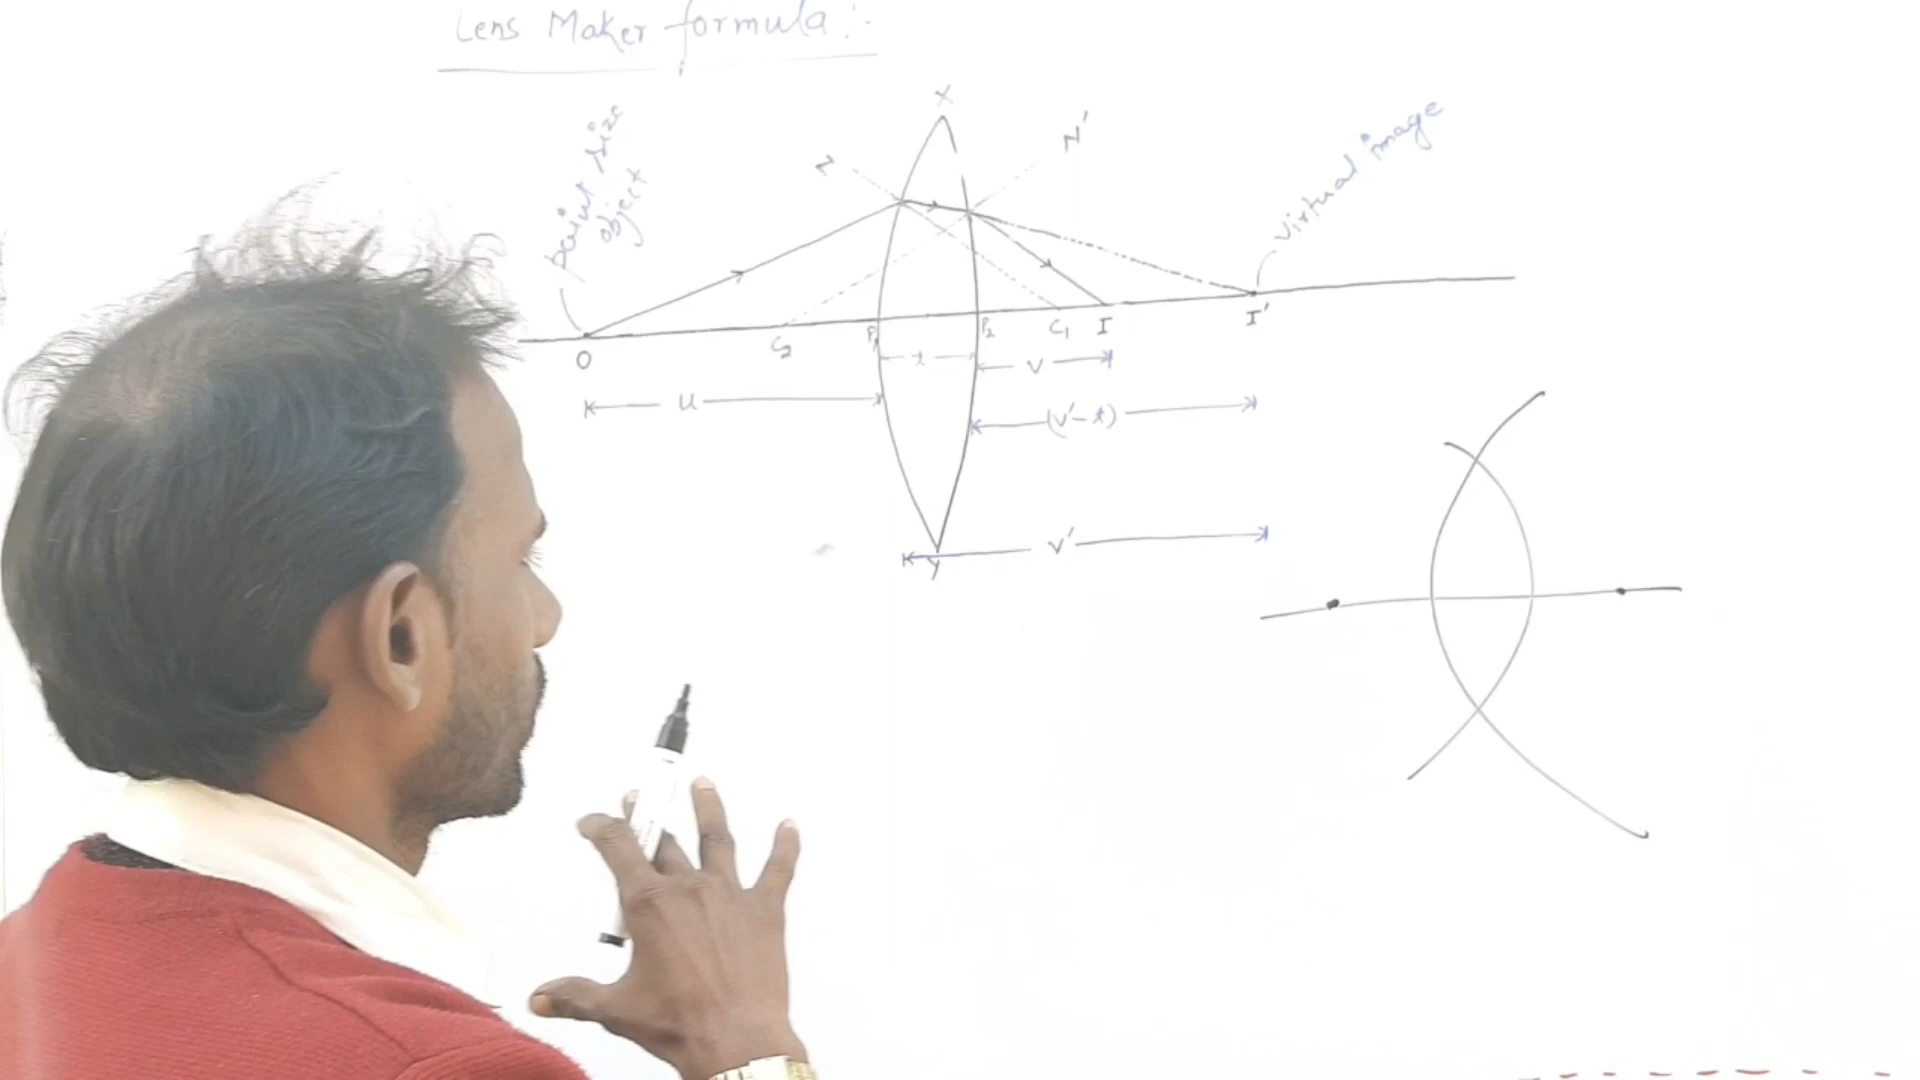 Lens Maker formula :-
X
point size
object
N
N'
virtual image
O
C₂
P₁
P₂
C₁
I
I'
t
v
u
(v'-t)
v'
Y